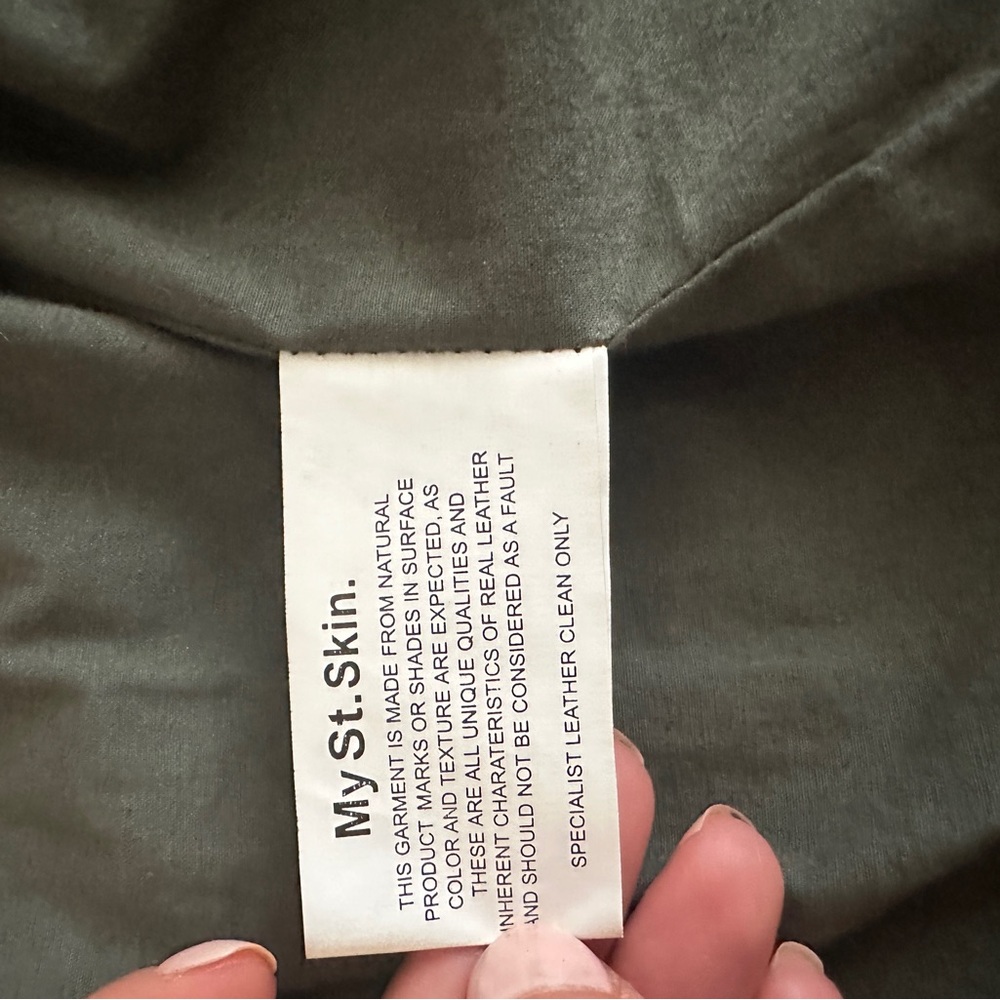 My St.Skin.
THIS GARMENT IS MADE FROM NATURAL
PRODUCT MARKS OR SHADES IN SURFACE
COLOR AND TEXTURE ARE EXPECTED, AS
THESE ARE ALL UNIQUE QUALITIES AND
INHERENT CHARATERISTICS OF REAL LEATHER
AND SHOULD NOT BE CONSIDERED AS A FAULT
SPECIALIST LEATHER CLEAN ONLY